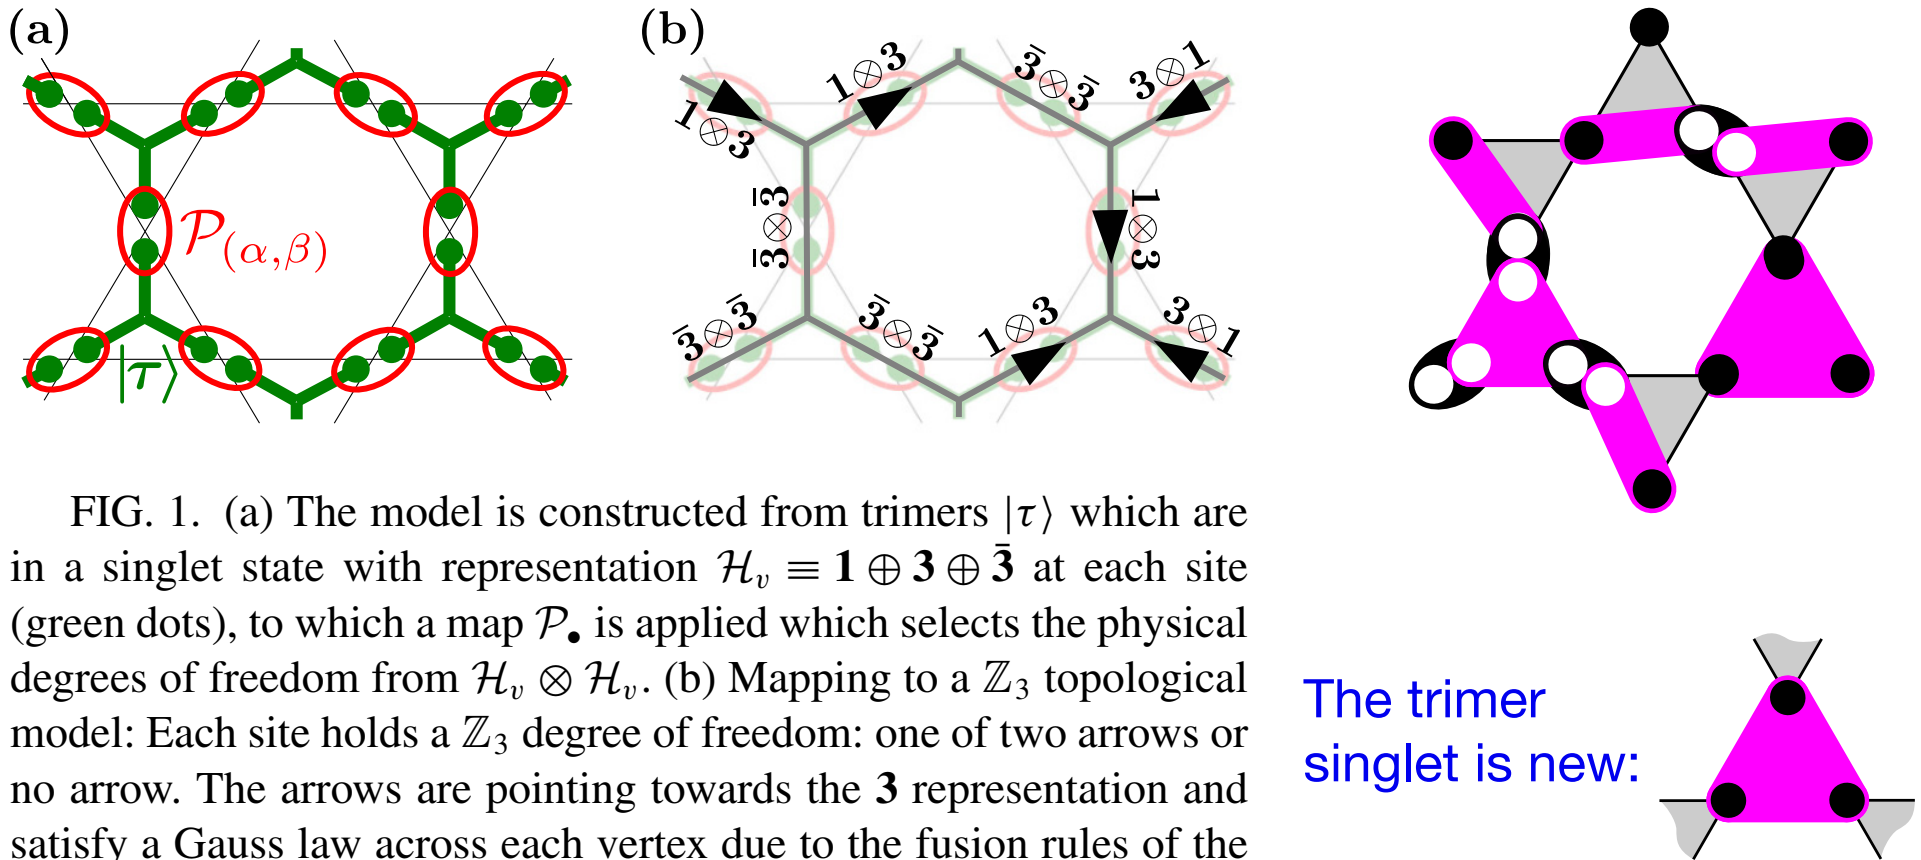 (a)
𝒫(α,β)
|τ⟩
(b)
1⊗3
3̄⊗3̄
3⊗1
1⊗3
3̄⊗3̄
1⊗3
3̄⊗3̄
3̄⊗3̄
1⊗3
3⊗1
FIG. 1. (a) The model is constructed from trimers |τ⟩ which are
in a singlet state with representation ℋᵥ ≡ 1 ⊕ 3 ⊕ 3̄ at each site
(green dots), to which a map 𝒫• is applied which selects the physical
degrees of freedom from ℋᵥ ⊗ ℋᵥ. (b) Mapping to a ℤ₃ topological
model: Each site holds a ℤ₃ degree of freedom: one of two arrows or
no arrow. The arrows are pointing towards the 3 representation and
satisfy a Gauss law across each vertex due to the fusion rules of the
The trimer
singlet is new: